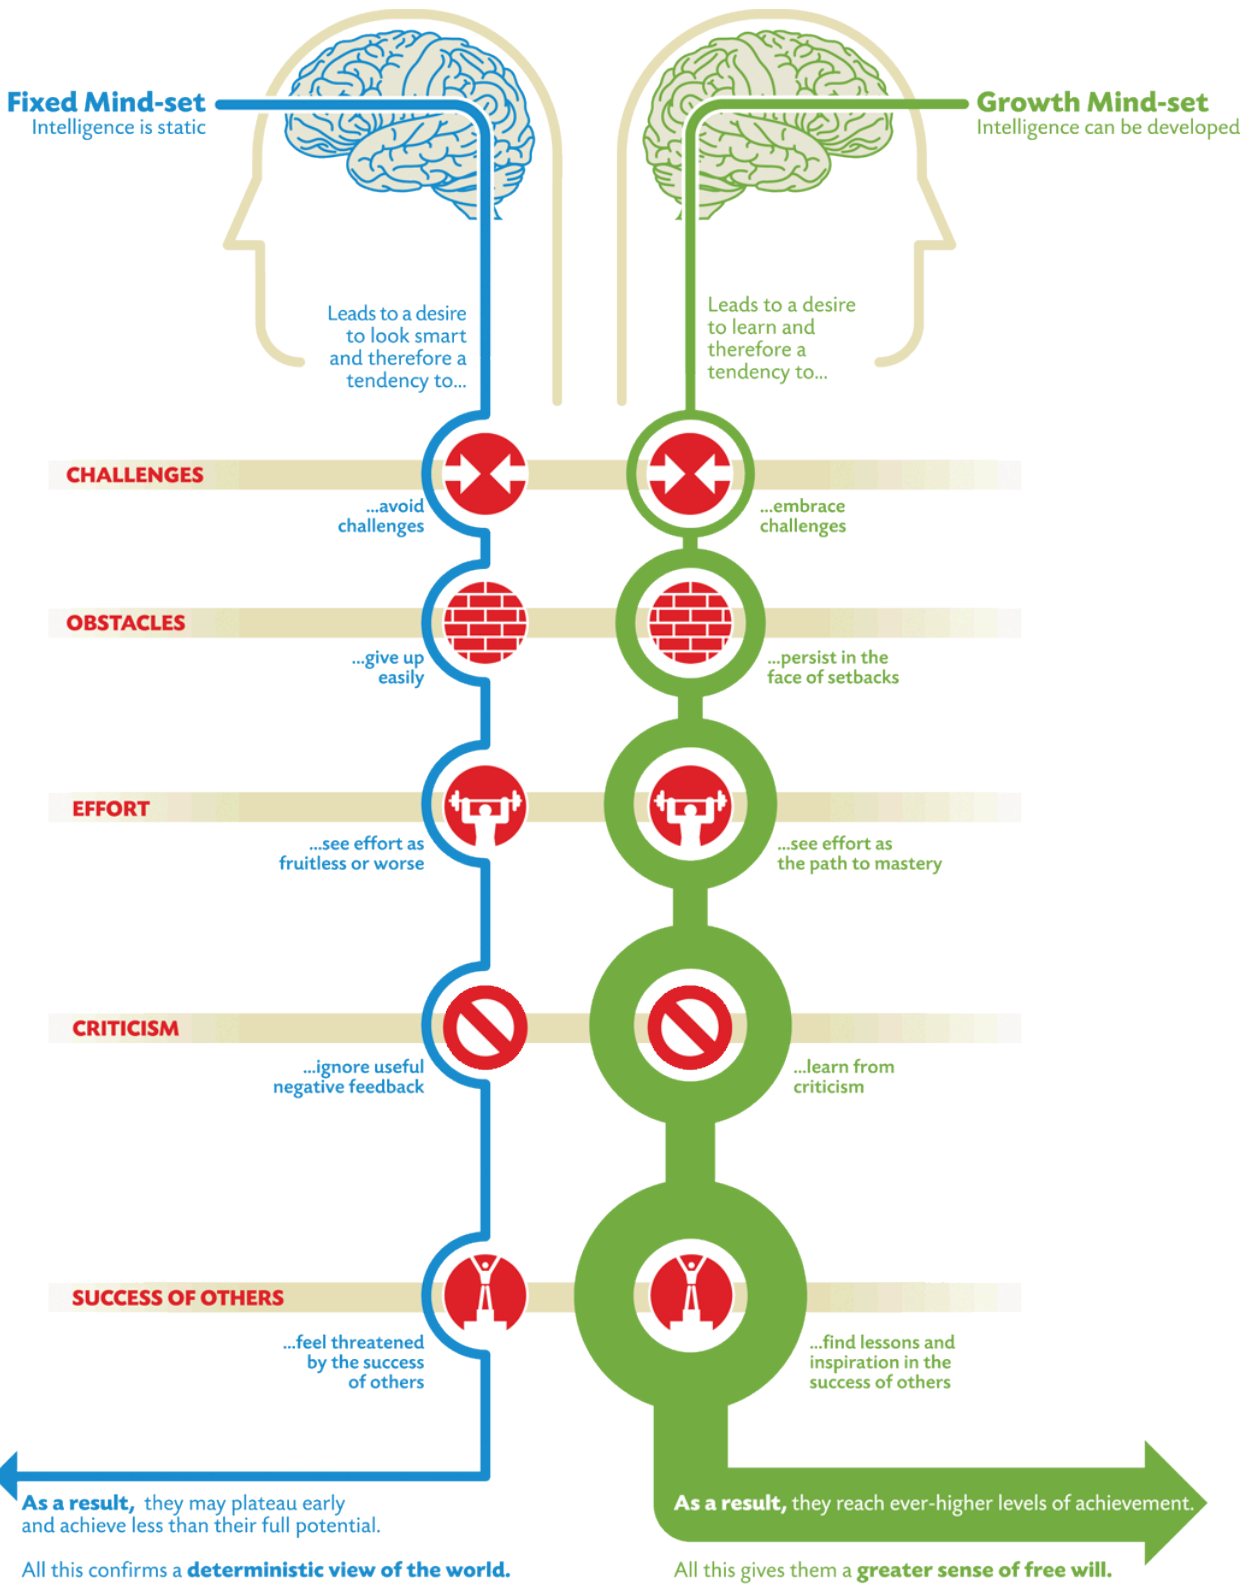 Fixed Mind-set
Intelligence is static
Growth Mind-set
Intelligence can be developed
Leads to a desire
to look smart
and therefore a
tendency to...
Leads to a desire
to learn and
therefore a
tendency to...
CHALLENGES
...avoid
challenges
...embrace
challenges
OBSTACLES
...give up
easily
...persist in the
face of setbacks
EFFORT
...see effort as
fruitless or worse
...see effort as
the path to mastery
CRITICISM
...ignore useful
negative feedback
...learn from
criticism
SUCCESS OF OTHERS
...feel threatened
by the success
of others
...find lessons and
inspiration in the
success of others
As a result, they may plateau early
and achieve less than their full potential.
All this confirms a deterministic view of the world.
As a result, they reach ever-higher levels of achievement.
All this gives them a greater sense of free will.